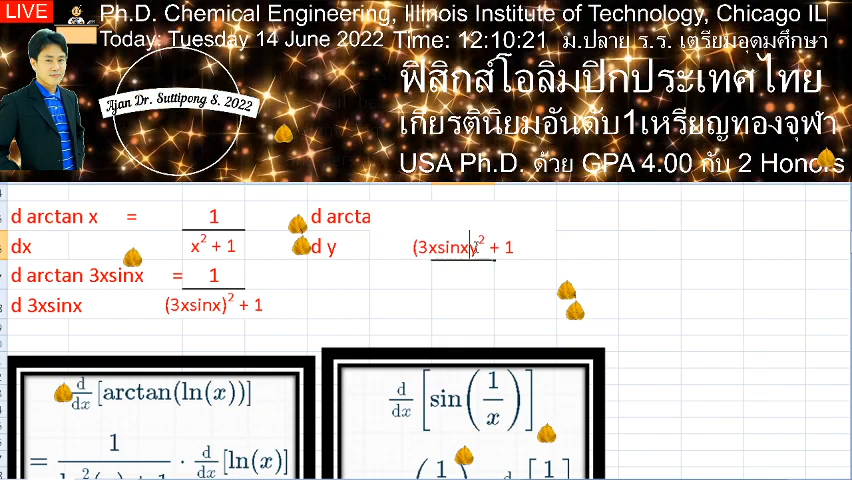 LIVE
Ph.D. Chemical Engineering, Illinois Institute of Technology, Chicago IL
Today: Tuesday 14 June 2022 Time: 12:10:21 ม.ปลาย ร.ร. เตรียมอุดมศึกษา
ฟิสิกส์โอลิมปิกประเทศไทย
Ajan Dr. Suttipong S. 2022
เกียรตินิยมอันดับ1เหรียญทองจุฬา
USA Ph.D. ด้วย GPA 4.00 กับ 2 Honors
d arctan x = 1 d arcta
dx x² + 1 d y (3xsinxy² + 1
d arctan 3xsinx = 1
d 3xsinx (3xsinx)² + 1
d/dx [arctan(ln(x))]
= 1 · d/dx [ln(x)]
d/dx [sin(1/x)]